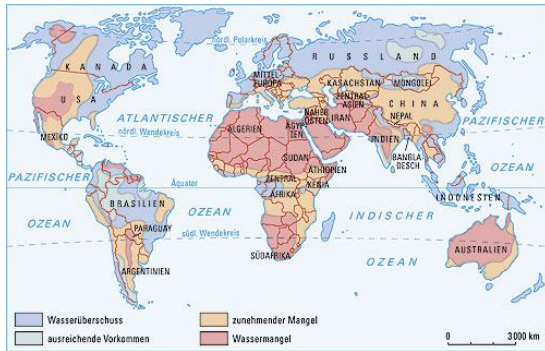 nördl. Polarkreis
KANADA
RUSSLAND
MITTEL-
EUROPA
KASACHSTAN
MONGOLEI
USA
ZENTRAL-
ASIEN
CHINA
ATLANTISCHER
NAHER
OSTEN
IRAN
NEPAL
MEXIKO
nördl. Wendekreis
ALGERIEN
ÄGYP-
TEN
INDIEN
PAZIFISCHER
SUDAN
BANGLA-
DESCH
PAZIFISCHER
ÄTHIOPIEN
ZENTRAL-
AFRIKA
KENIA
Äquator
INDONESIEN
OZEAN
BRASILIEN
OZEAN
INDISCHER
OZEAN
PARAGUAY
südl. Wendekreis
AUSTRALIEN
SÜDAFRIKA
OZEAN
ARGENTINIEN
Wasserüberschuss
zunehmender Mangel
ausreichende Vorkommen
Wassermangel
0 3000 km